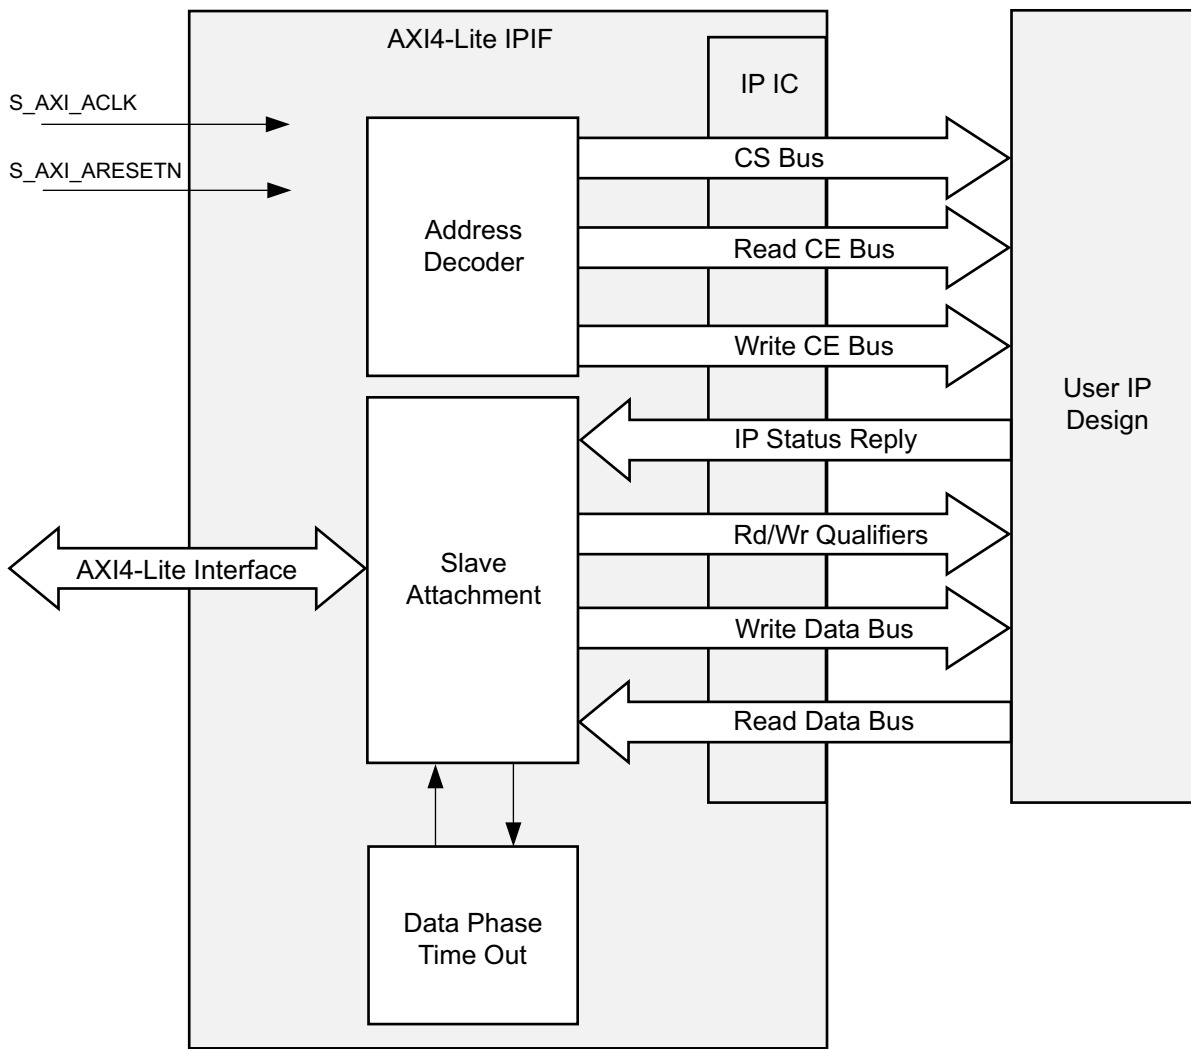 AXI4-Lite IPIF
IP IC
S_AXI_ACLK
S_AXI_ARESETN
CS Bus
Address
Decoder
Read CE Bus
Write CE Bus
User IP
Design
IP Status Reply
Rd/Wr Qualifiers
AXI4-Lite Interface
Slave
Attachment
Write Data Bus
Read Data Bus
Data Phase
Time Out